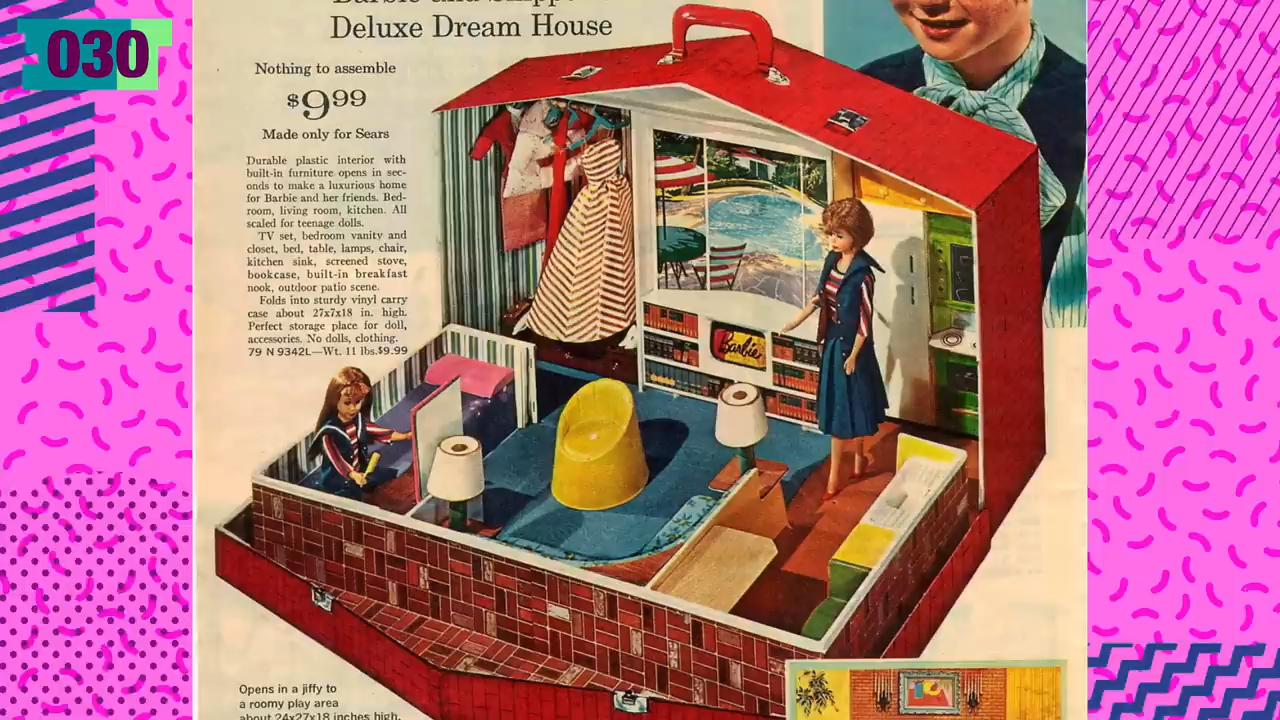 030
Deluxe Dream House
Nothing to assemble
$9.99
Made only for Sears
Durable plastic interior with
built-in furniture opens in sec-
onds to make a luxurious home
for Barbie and her friends. Bed-
room, living room, kitchen. All
scaled for teenage dolls.
TV set, bedroom vanity and
closet, bed, table, lamps, chair,
kitchen sink, screened stove,
bookcase, built-in breakfast
nook, outdoor patio scene.
Folds into sturdy vinyl carry
case about 27x7x18 in. high.
Perfect storage place for doll,
accessories. No dolls, clothing.
79 N 9342L—Wt. 11 lbs.$9.99
Barbie
Opens in a jiffy to
a roomy play area
about 24x27x18 inches high.